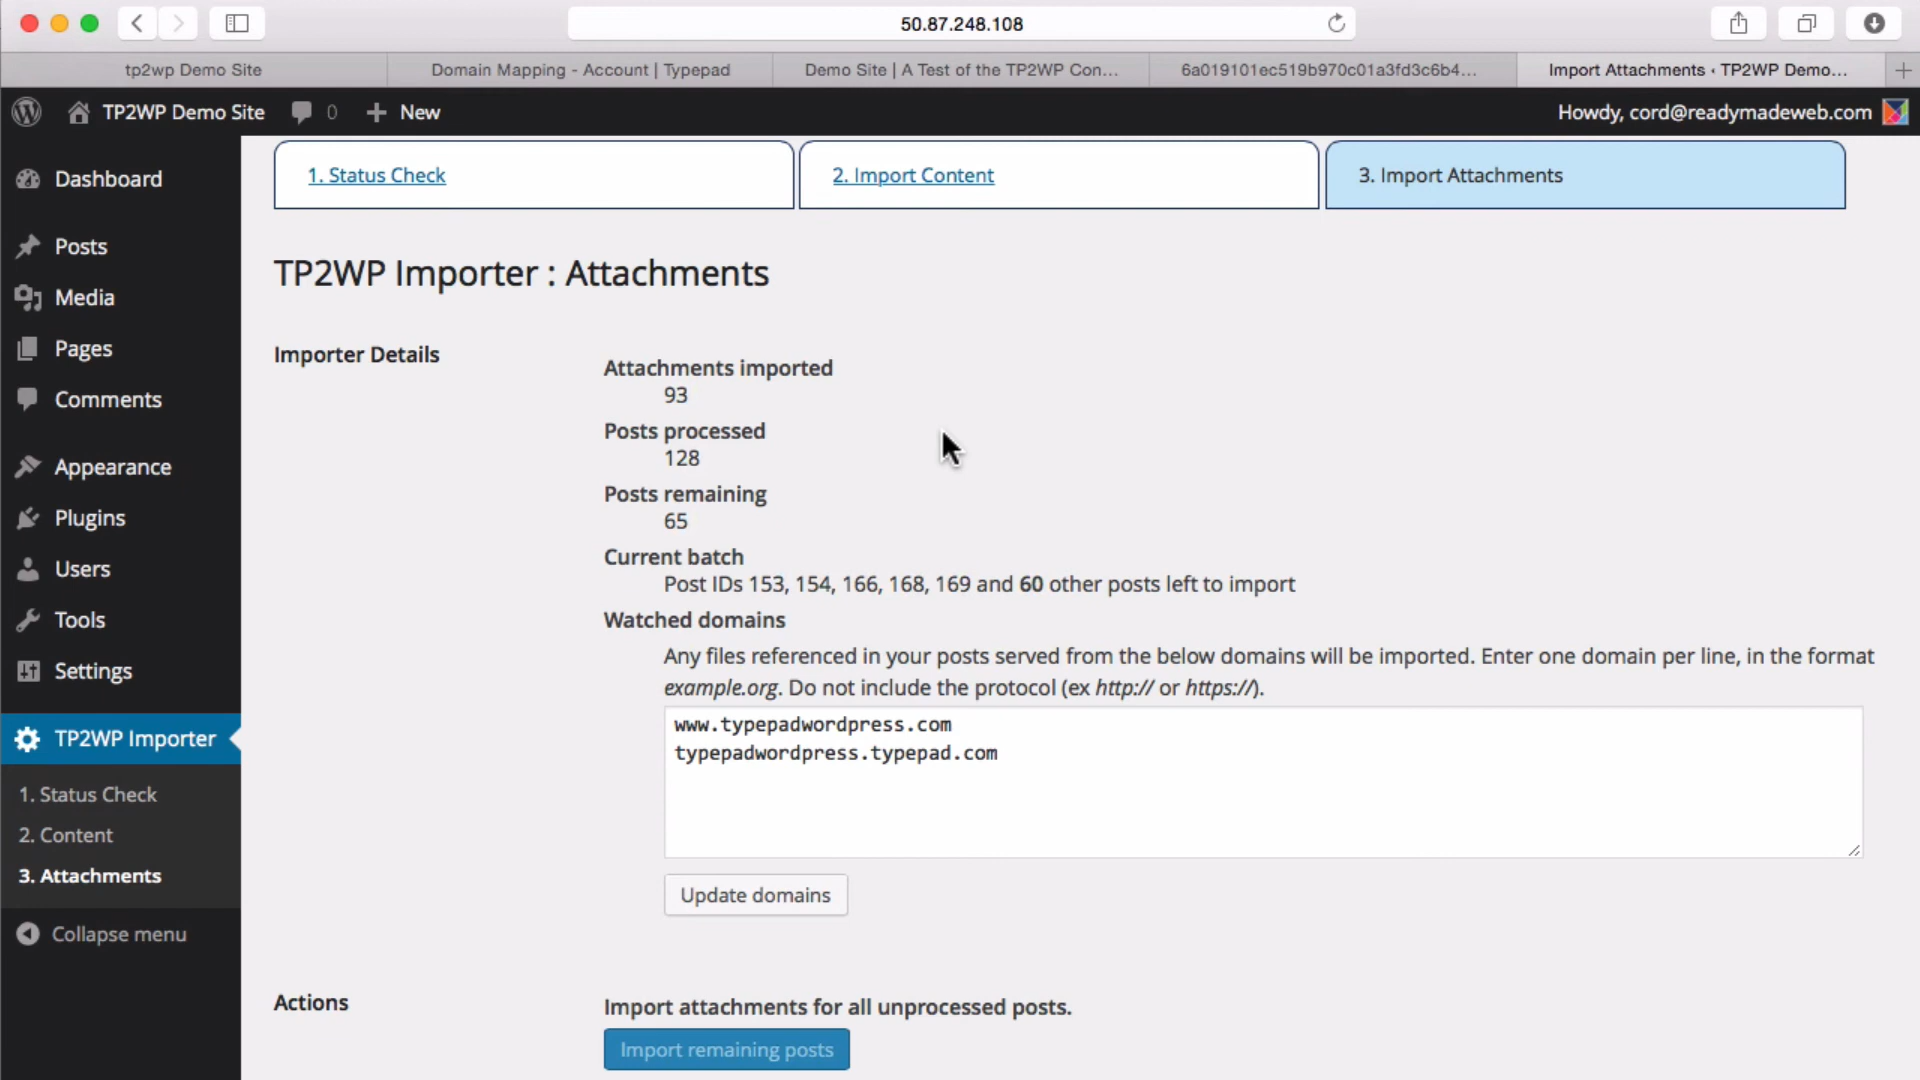 50.87.248.108
tp2wp Demo Site
Domain Mapping - Account | Typepad
Demo Site | A Test of the TP2WP Con...
6a019101ec519b970c01a3fd3c6b4...
Import Attachments ‹ TP2WP Demo...
TP2WP Demo Site
0
New
Howdy, cord@readymadeweb.com
Dashboard
Posts
Media
Pages
Comments
Appearance
Plugins
Users
Tools
Settings
TP2WP Importer
1. Status Check
2. Content
3. Attachments
Collapse menu
1. Status Check
2. Import Content
3. Import Attachments
TP2WP Importer : Attachments
Importer Details
Attachments imported
93
Posts processed
128
Posts remaining
65
Current batch
Post IDs 153, 154, 166, 168, 169 and 60 other posts left to import
Watched domains
Any files referenced in your posts served from the below domains will be imported. Enter one domain per line, in the format
example.org. Do not include the protocol (ex http:// or https://).
www.typepadwordpress.com
typepadwordpress.typepad.com
Update domains
Actions
Import attachments for all unprocessed posts.
Import remaining posts